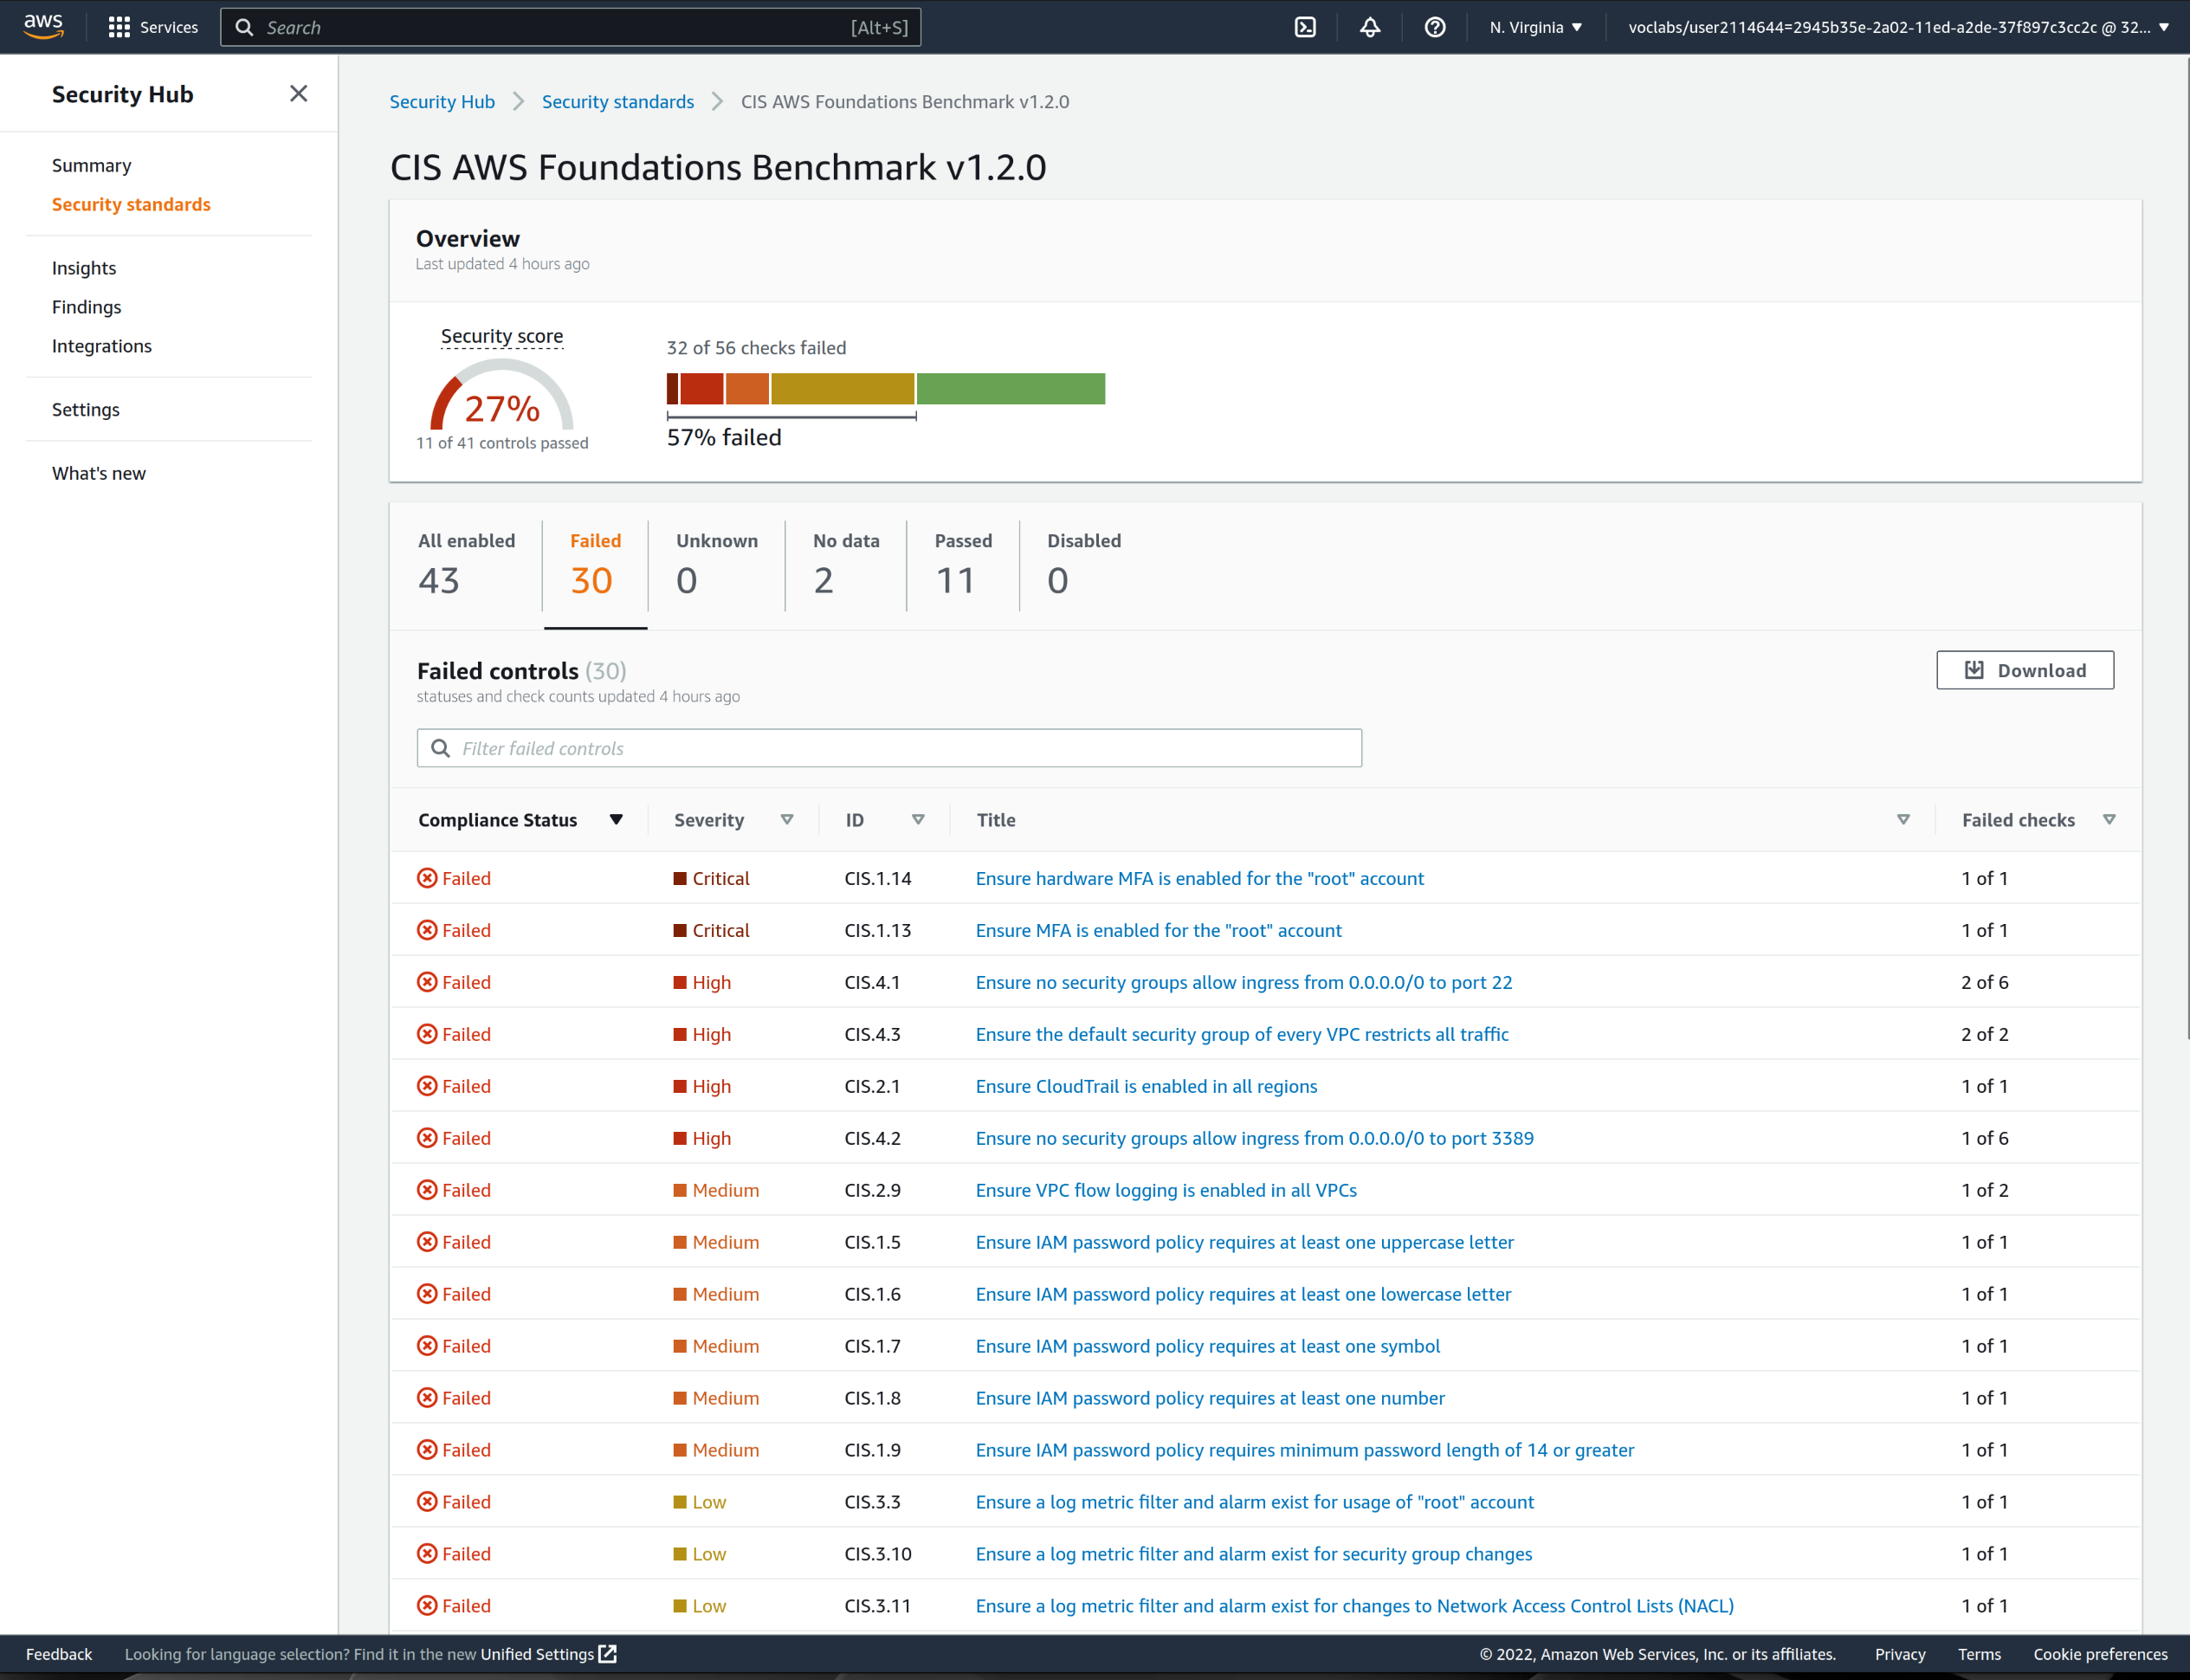 aws Services Search [Alt+S] N. Virginia voclabs/user2114644=2945b35e-2a02-11ed-a2de-37f897c3cc2c @ 32...
Security Hub
Summary
Security standards
Insights
Findings
Integrations
Settings
What's new
Security Hub Security standards CIS AWS Foundations Benchmark v1.2.0
CIS AWS Foundations Benchmark v1.2.0
Overview
Last updated 4 hours ago
Security score
27%
11 of 41 controls passed
32 of 56 checks failed
57% failed
All enabled Failed Unknown No data Passed Disabled
43 30 0 2 11 0
Failed controls (30)
statuses and check counts updated 4 hours ago
Download
Filter failed controls
Compliance Status Severity ID Title Failed checks
Failed Critical CIS.1.14 Ensure hardware MFA is enabled for the "root" account 1 of 1
Failed Critical CIS.1.13 Ensure MFA is enabled for the "root" account 1 of 1
Failed High CIS.4.1 Ensure no security groups allow ingress from 0.0.0.0/0 to port 22 2 of 6
Failed High CIS.4.3 Ensure the default security group of every VPC restricts all traffic 2 of 2
Failed High CIS.2.1 Ensure CloudTrail is enabled in all regions 1 of 1
Failed High CIS.4.2 Ensure no security groups allow ingress from 0.0.0.0/0 to port 3389 1 of 6
Failed Medium CIS.2.9 Ensure VPC flow logging is enabled in all VPCs 1 of 2
Failed Medium CIS.1.5 Ensure IAM password policy requires at least one uppercase letter 1 of 1
Failed Medium CIS.1.6 Ensure IAM password policy requires at least one lowercase letter 1 of 1
Failed Medium CIS.1.7 Ensure IAM password policy requires at least one symbol 1 of 1
Failed Medium CIS.1.8 Ensure IAM password policy requires at least one number 1 of 1
Failed Medium CIS.1.9 Ensure IAM password policy requires minimum password length of 14 or greater 1 of 1
Failed Low CIS.3.3 Ensure a log metric filter and alarm exist for usage of "root" account 1 of 1
Failed Low CIS.3.10 Ensure a log metric filter and alarm exist for security group changes 1 of 1
Failed Low CIS.3.11 Ensure a log metric filter and alarm exist for changes to Network Access Control Lists (NACL) 1 of 1
Feedback Looking for language selection? Find it in the new Unified Settings © 2022, Amazon Web Services, Inc. or its affiliates. Privacy Terms Cookie preferences